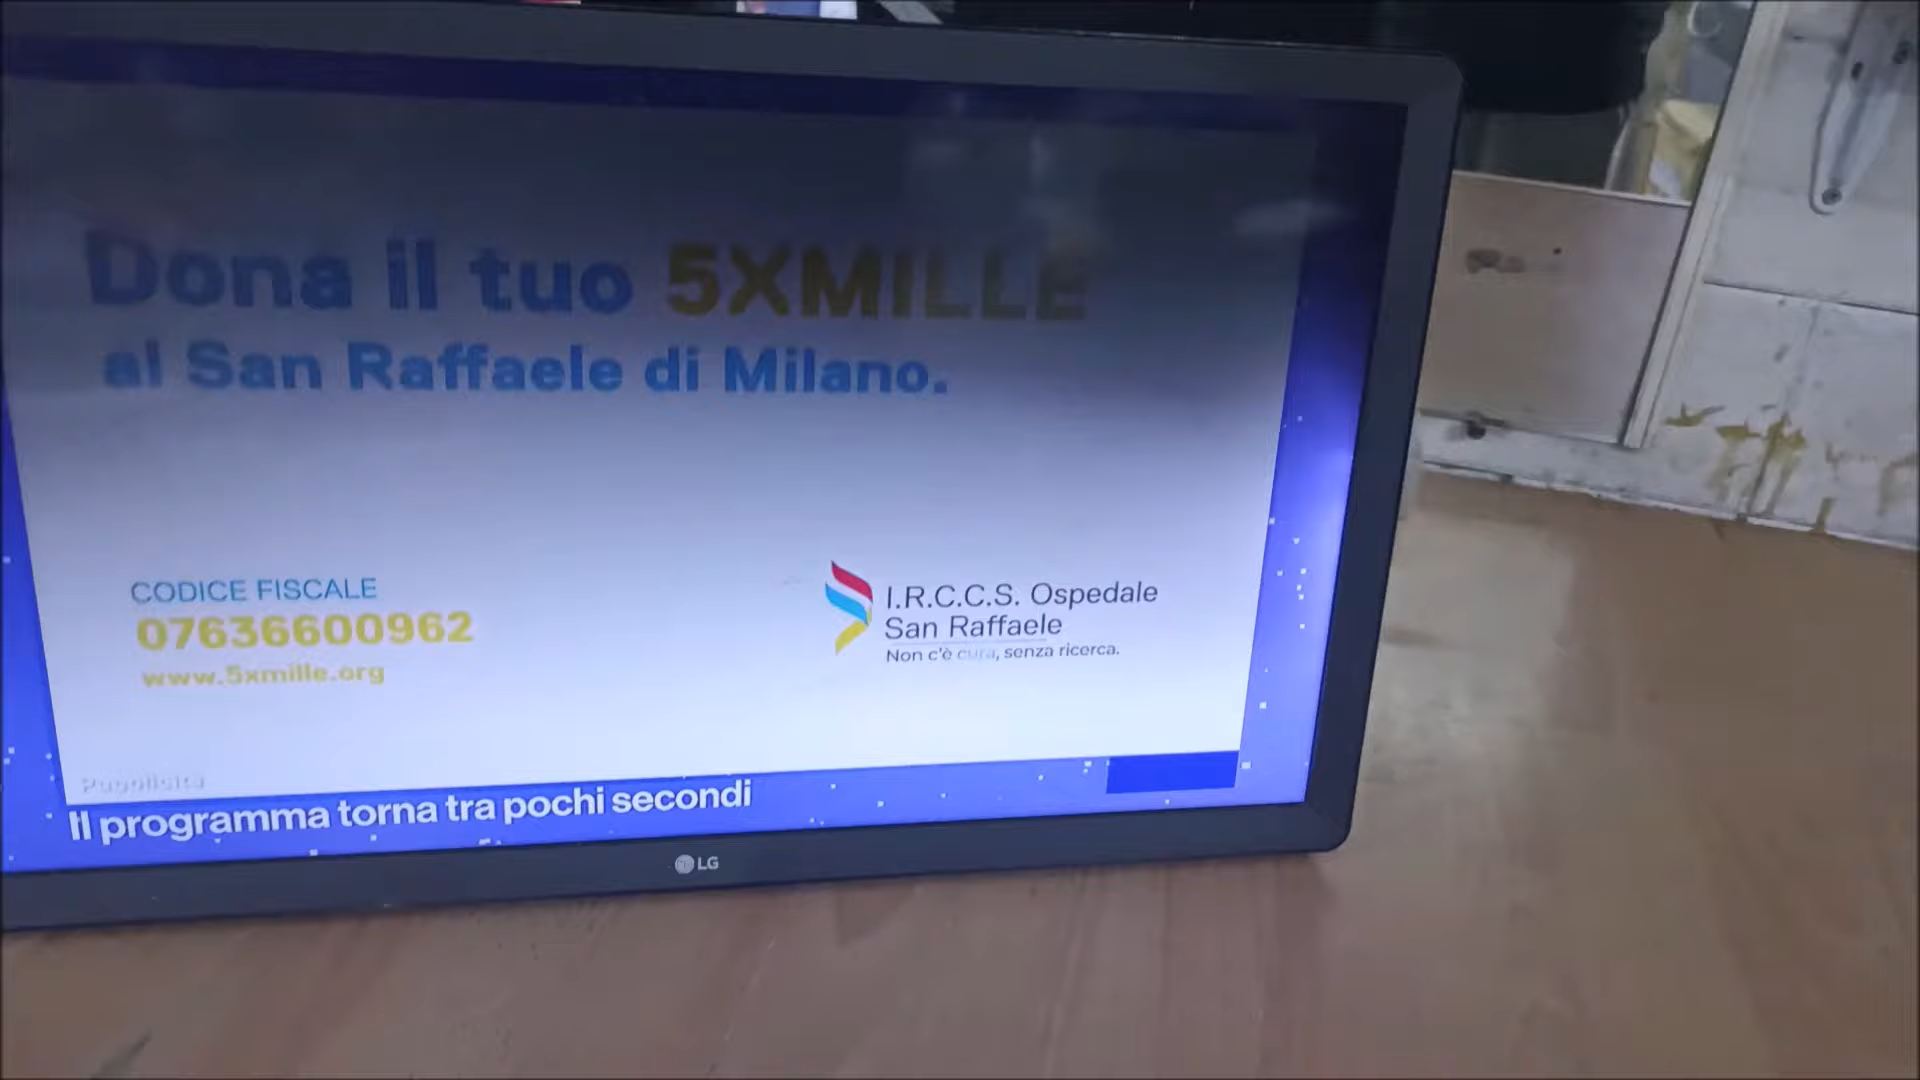 Dona il tuo 5XMILLE
al San Raffaele di Milano.
CODICE FISCALE
07636600962
www.5xmille.org
I.R.C.C.S. Ospedale
San Raffaele
Non c'è cura, senza ricerca.
Pubblicità
Il programma torna tra pochi secondi
LG